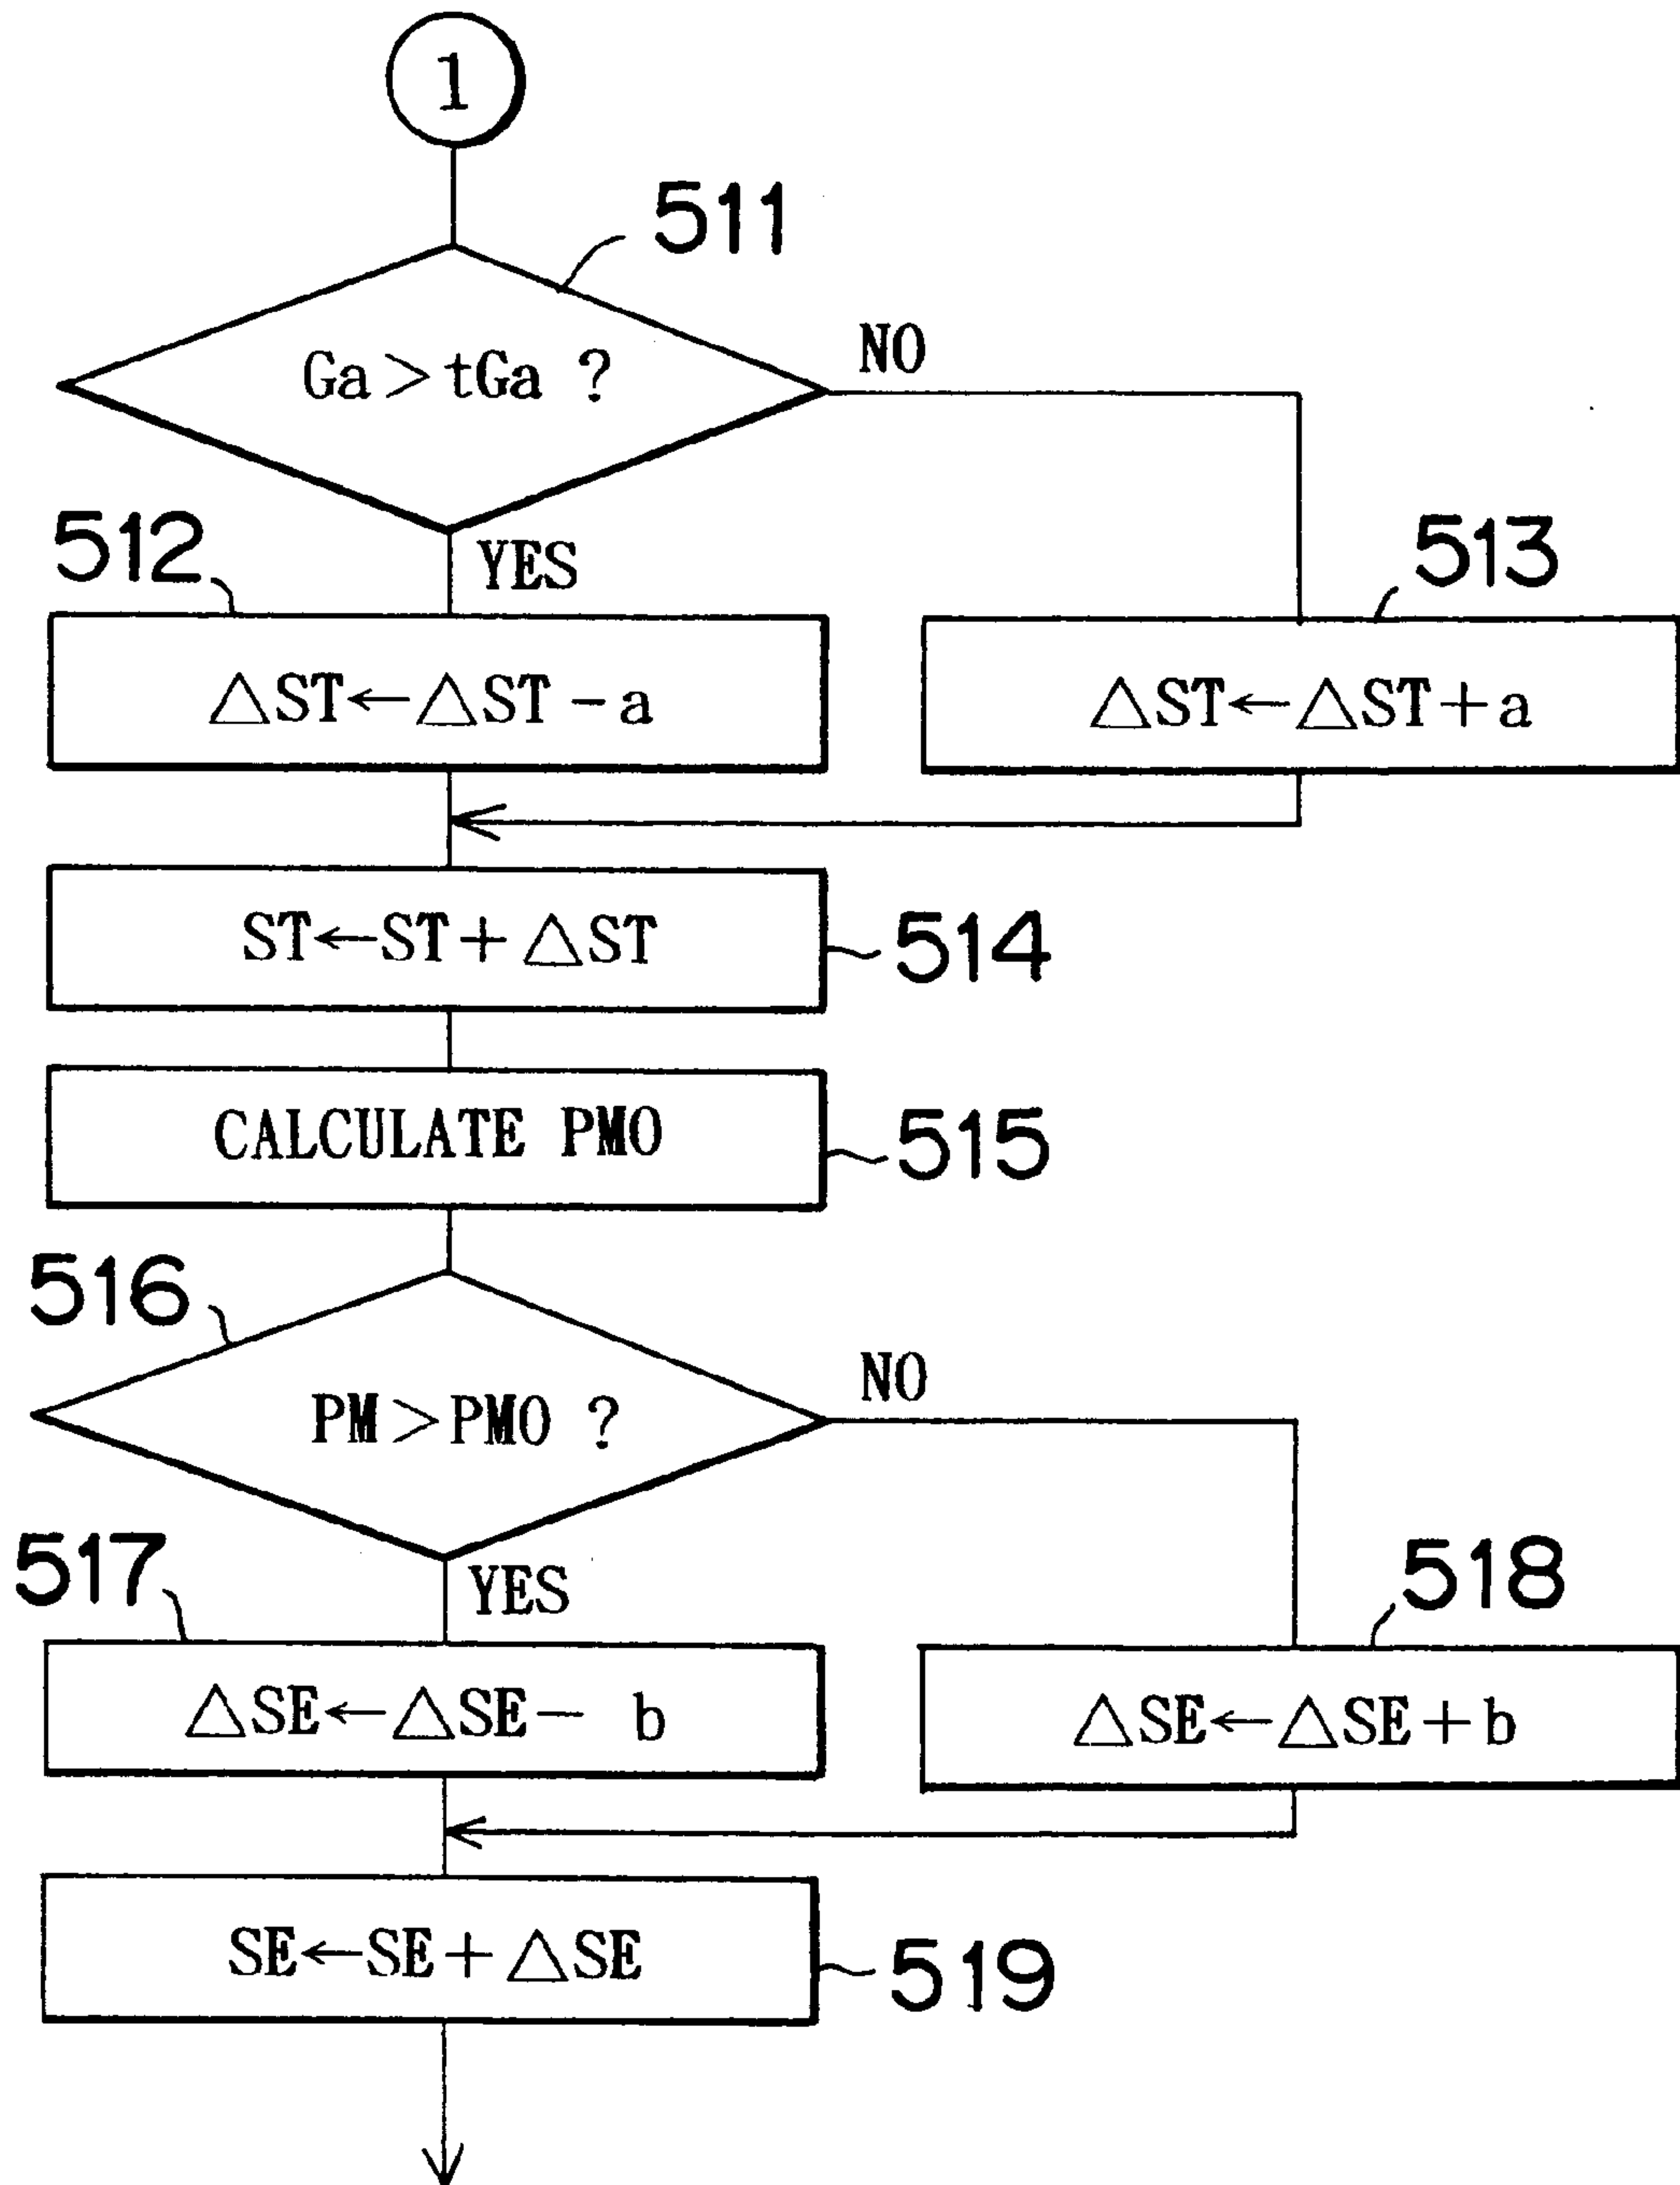 1
511
Ga>tGa ?
NO
YES
512
513
△ST←△ST-a
△ST←△ST+a
ST←ST+△ST
514
CALCULATE PMO
515
516
PM>PMO ?
NO
YES
517
518
△SE←△SE- b
△SE←△SE+b
SE←SE+△SE
519